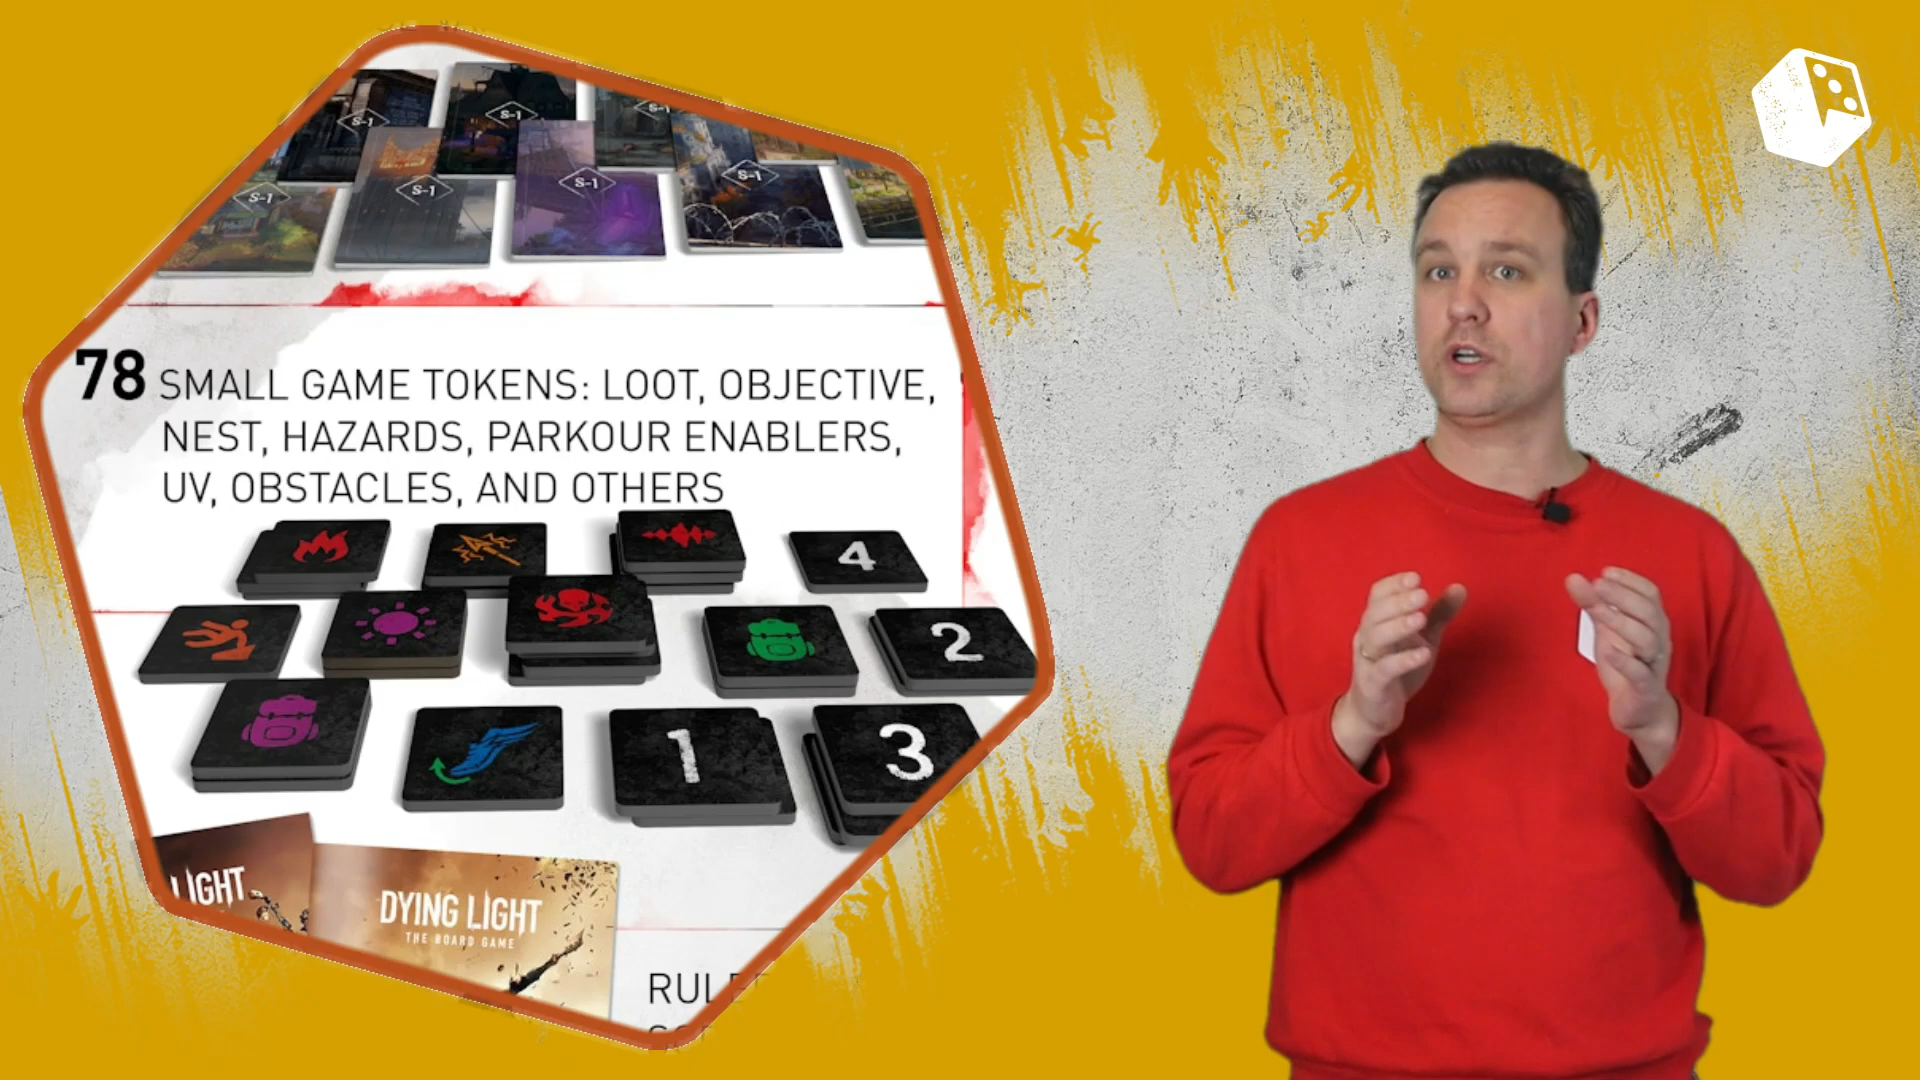 S-1
S-1
S-1
S-1
S-1
S-1
S-1
78 SMALL GAME TOKENS: LOOT, OBJECTIVE,
NEST, HAZARDS, PARKOUR ENABLERS,
UV, OBSTACLES, AND OTHERS
4
2
1
3
LIGHT
DYING LIGHT
THE BOARD GAME